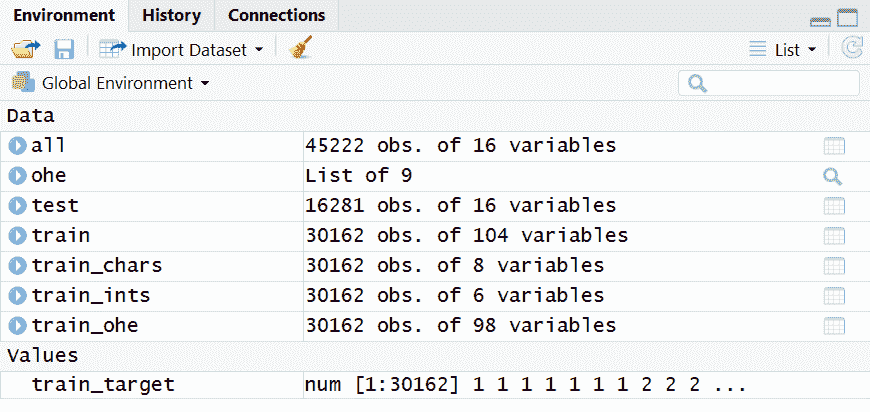 Environment History Connections
Import Dataset List
Global Environment
Data
all 45222 obs. of 16 variables
ohe List of 9
test 16281 obs. of 16 variables
train 30162 obs. of 104 variables
train_chars 30162 obs. of 8 variables
train_ints 30162 obs. of 6 variables
train_ohe 30162 obs. of 98 variables
Values
train_target num [1:30162] 1 1 1 1 1 1 1 2 2 2 ...